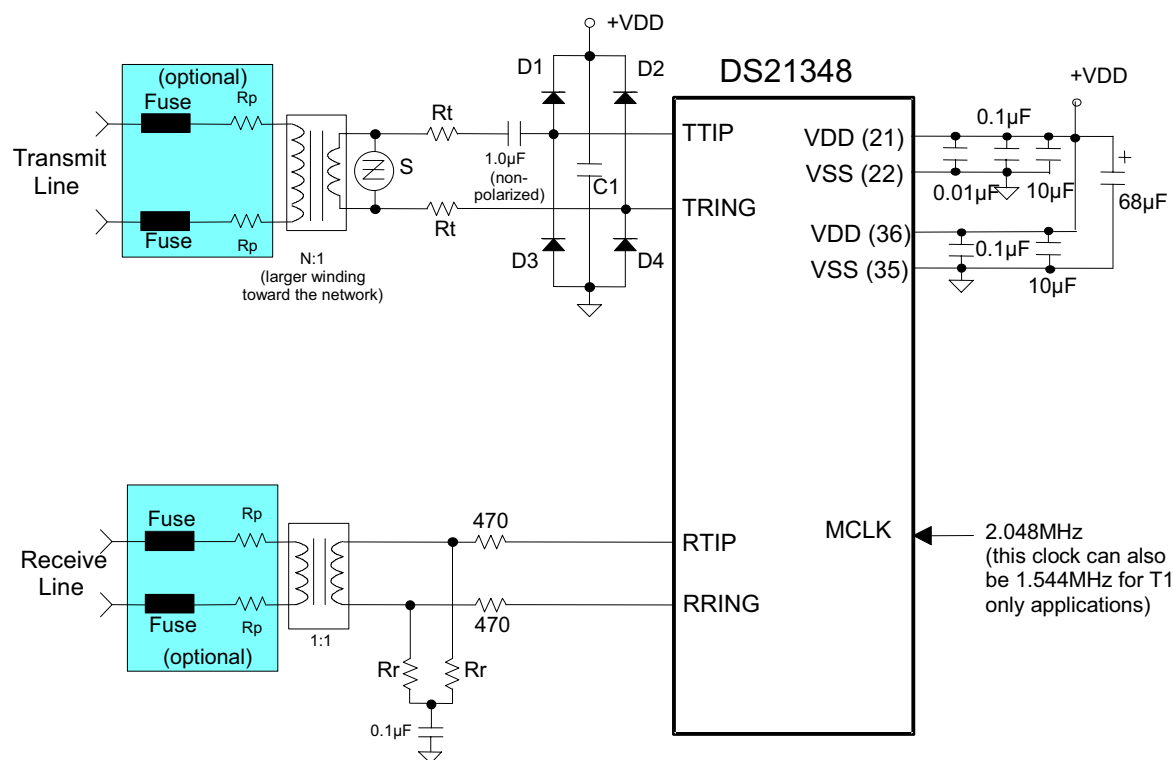 +VDD
D1
D2
DS21348
+VDD
(optional)
Fuse
Rp
Rt
TTIP
VDD (21)
0.1µF
+
Transmit
Line
S
1.0µF
(non-
polarized)
C1
VSS (22)
0.01µF
10µF
68µF
Fuse
Rp
Rt
TRING
VDD (36)
0.1µF
N:1
(larger winding
toward the network)
D3
D4
VSS (35)
10µF
Fuse
Rp
470
RTIP
MCLK
2.048MHz
(this clock can also
be 1.544MHz for T1
only applications)
Receive
Line
Fuse
Rp
470
RRING
(optional)
1:1
Rr
Rr
0.1µF